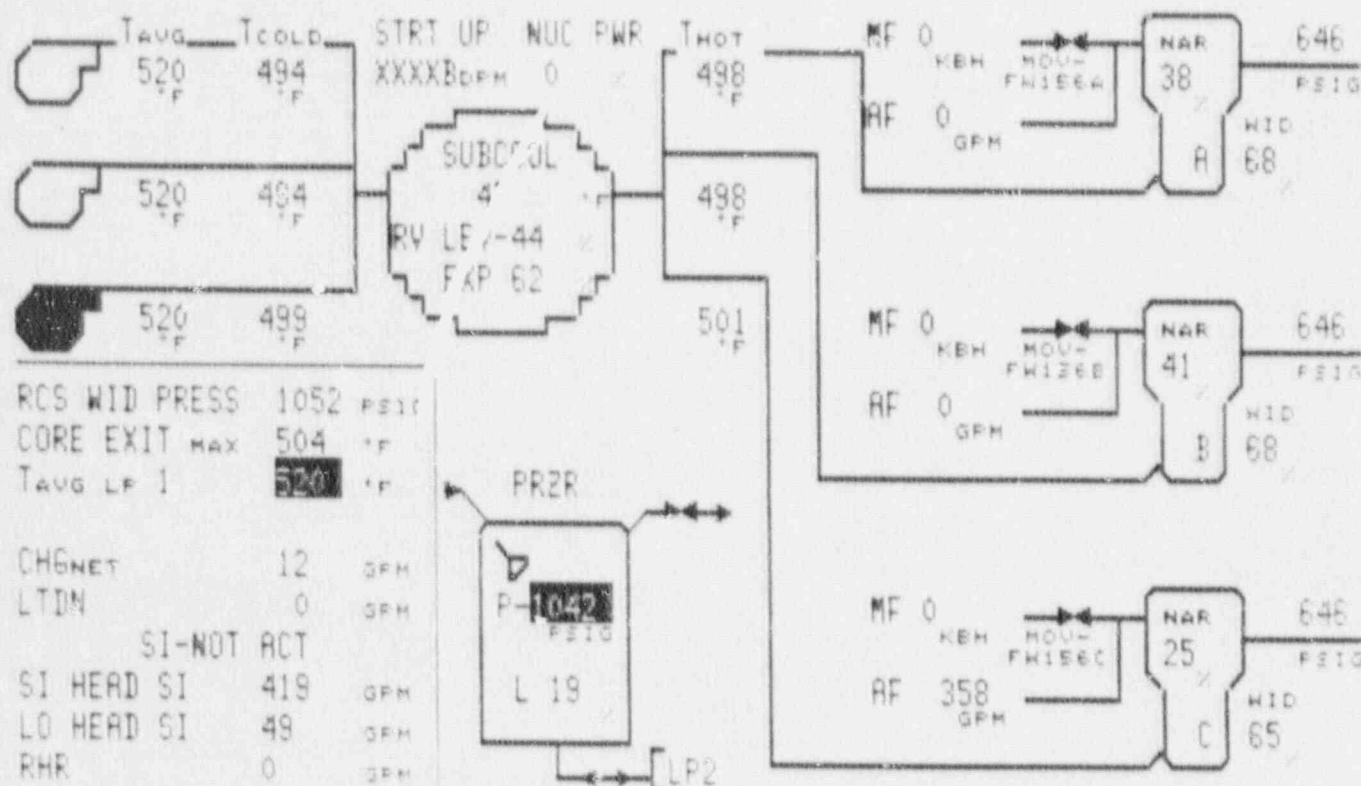 TAVG TCOLD STRT UP NUC PWR THOT
520 °F 494 °F XXXXBDPM 0 % 498 °F
520 °F 494 °F 498 °F
520 °F 499 °F 501 °F
RV -44 %
62
MF 0 KBH MOV-FW156A NAR 38 % 646 PSIG
AF 0 GPM A WID 68 %
MF 0 KBH MOV- NAR 41 % 646 PSIG
AF 0 GPM B WID 68 %
MF 0 KBH MOV-FW156C NAR 25 % 646 PSIG
AF 358 GPM C WID 65 %
RCS WID PRESS 1052
CORE EXIT MAX 504 °F
TAVG LP 1 520 °F
CHGNET 12 GPM
LTDN 0 GPM
SI-NOT ACT
SI HEAD SI 419 GPM
LO HEAD SI 49 GPM
RHR 0 GPM
PRZR
P-1042 PSIG
L 19 %
LP2